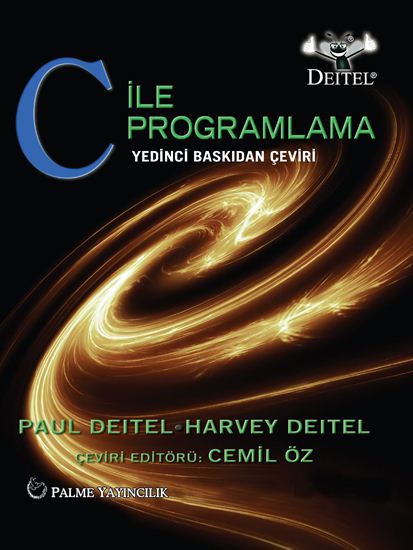 DEITEL®
C İLE
PROGRAMLAMA
YEDİNCİ BASKIDAN ÇEVİRİ
PAUL DEITEL • HARVEY DEITEL
ÇEVİRİ EDİTÖRÜ: CEMİL ÖZ
PALME YAYINCILIK